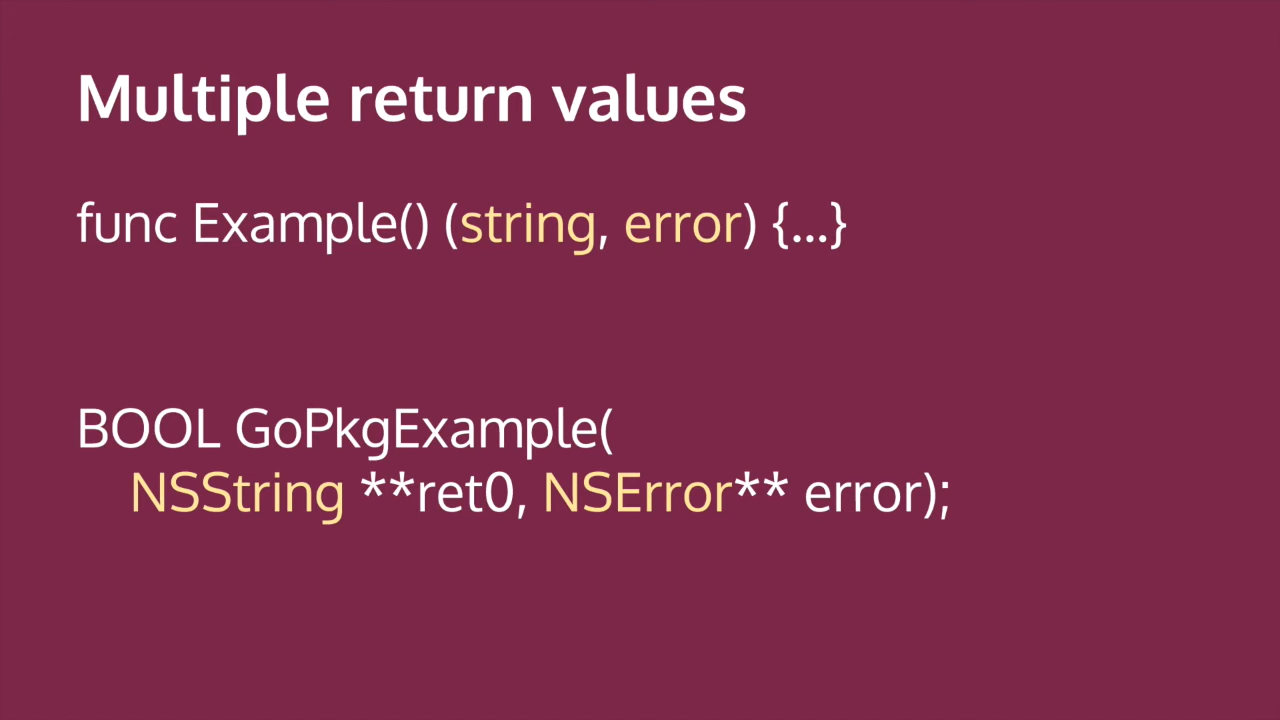 Multiple return values
func Example() (string, error) {...}
BOOL GoPkgExample(
NSString **ret0, NSError** error);